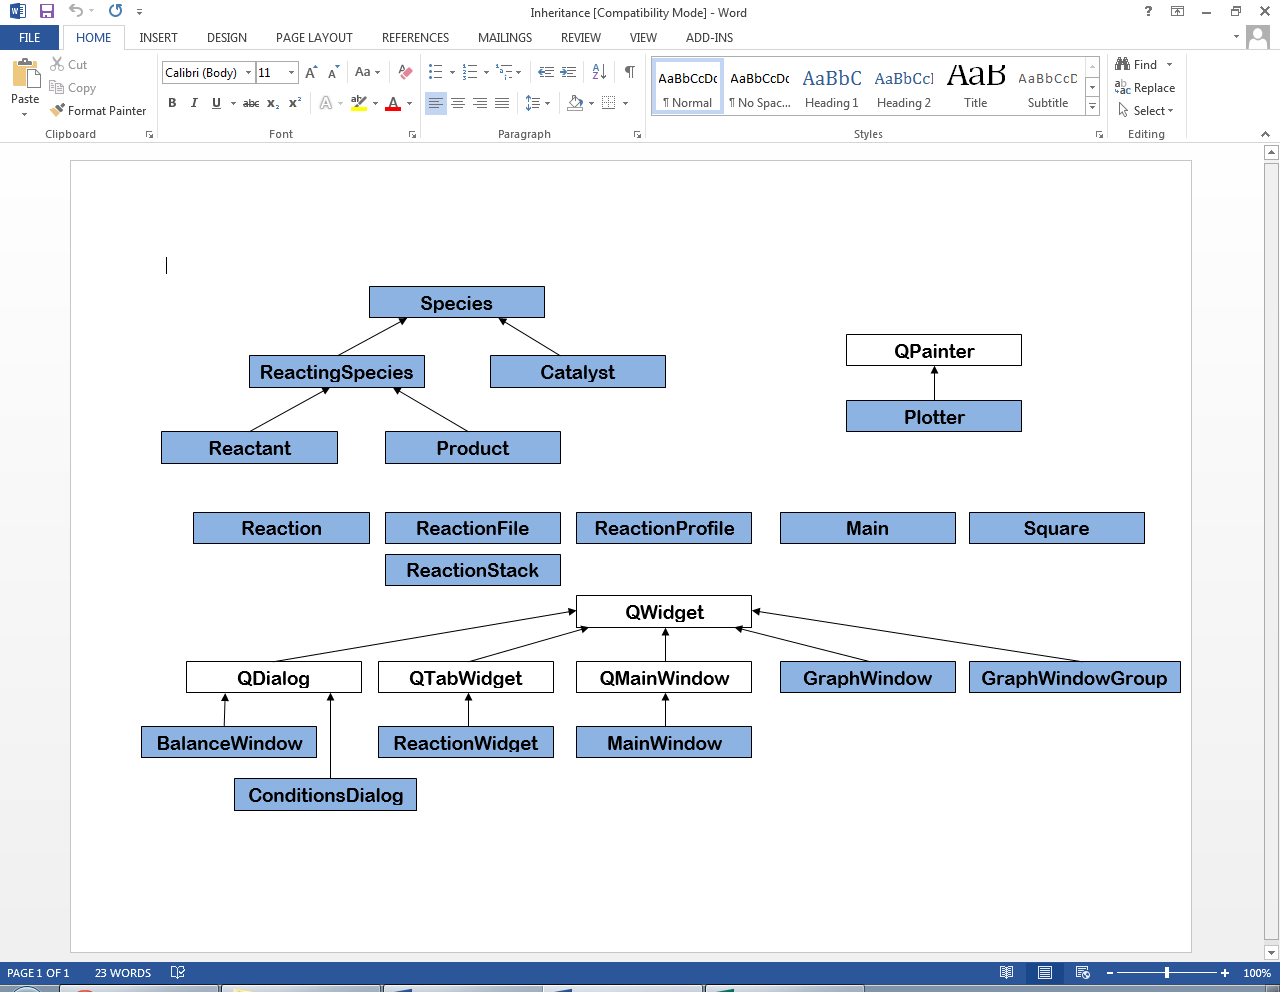 Inheritance [Compatibility Mode] - Word
FILE HOME INSERT DESIGN PAGE LAYOUT REFERENCES MAILINGS REVIEW VIEW ADD-INS
Paste
Cut
Copy
Format Painter
Clipboard
Calibri (Body) 11
B I U abc x₂ x²
Font
Paragraph
AaBbCcDc AaBbCcDc AaBbC AaBbCcI AaB AaBbCcD
¶ Normal ¶ No Spac... Heading 1 Heading 2 Title Subtitle
Styles
Find
Replace
Select
Editing
Species
QPainter
ReactingSpecies Catalyst
Plotter
Reactant Product
Reaction ReactionFile ReactionProfile Main Square
ReactionStack
QWidget
QDialog QTabWidget QMainWindow GraphWindow GraphWindowGroup
BalanceWindow ReactionWidget MainWindow
ConditionsDialog
PAGE 1 OF 1 23 WORDS 100%